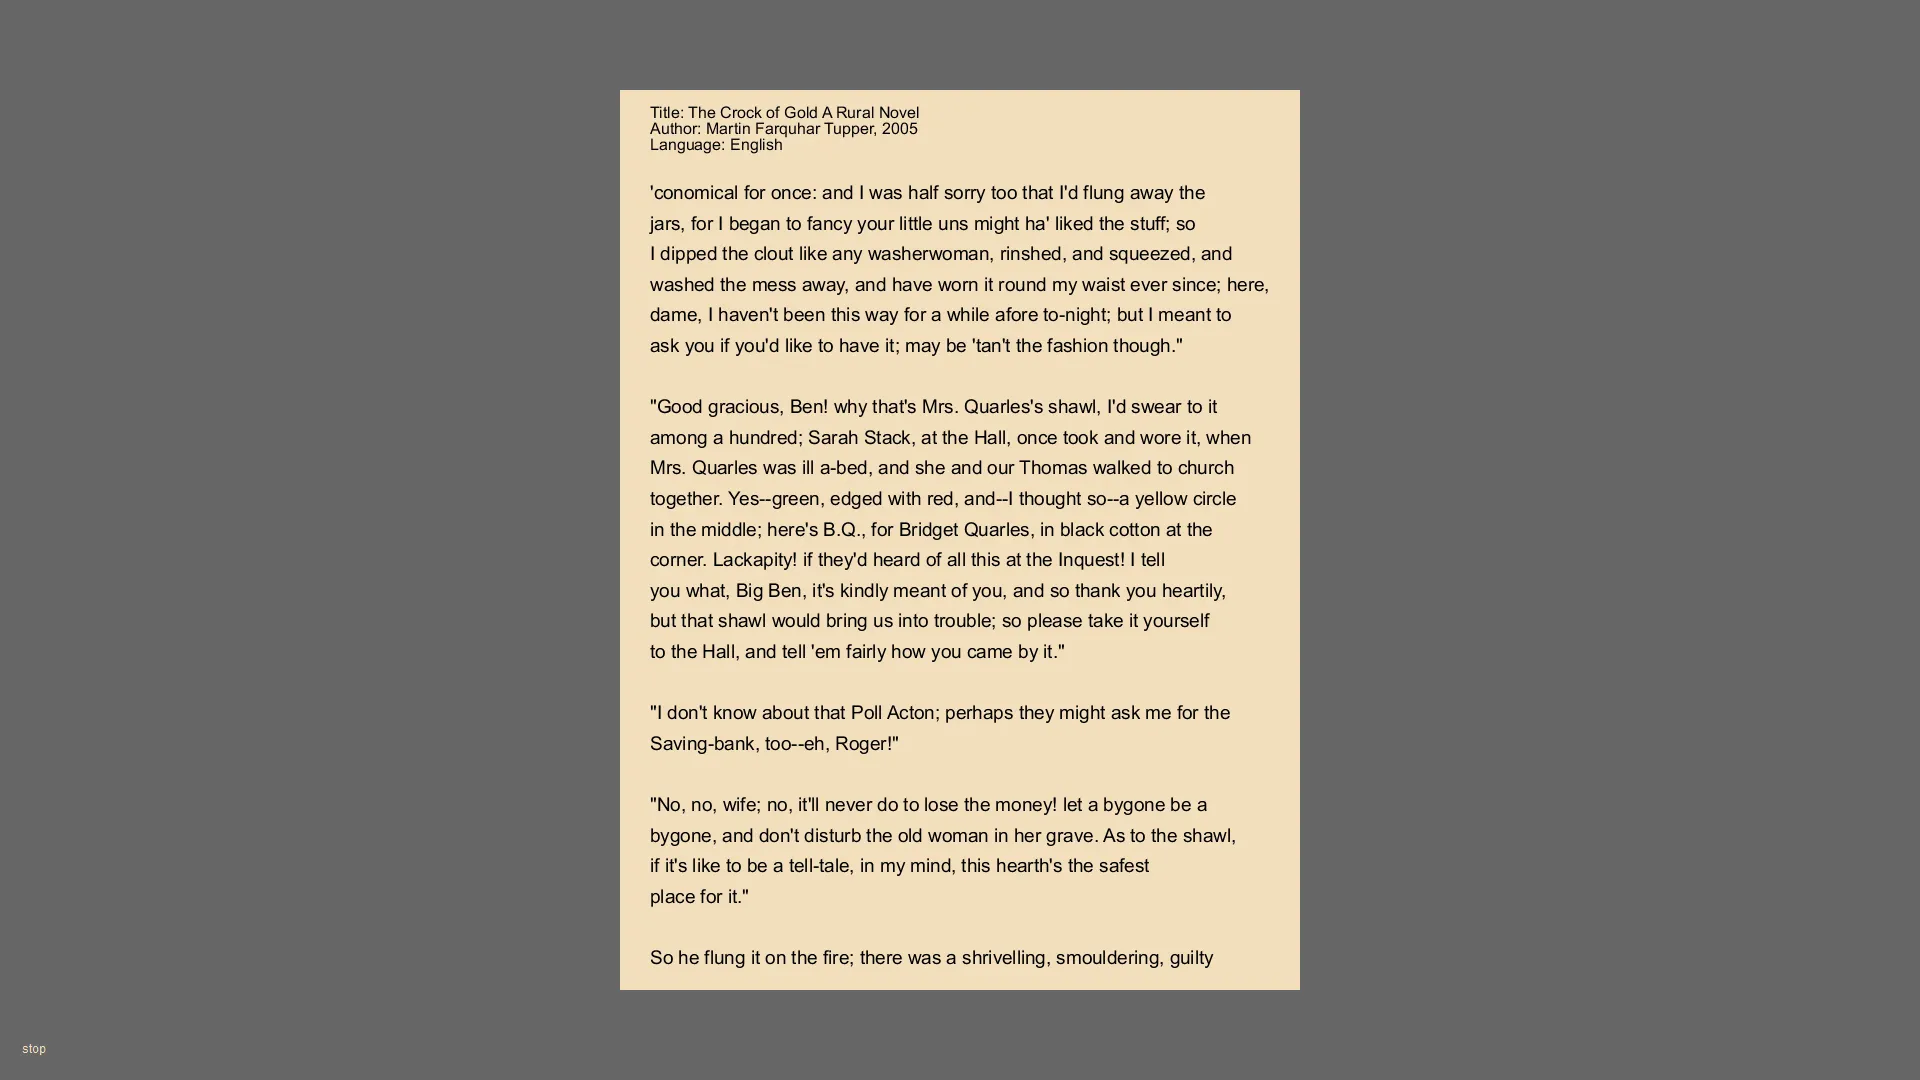 Title: The Crock of Gold A Rural Novel
Author: Martin Farquhar Tupper, 2005
Language: English
'conomical for once: and I was half sorry too that I'd flung away the
jars, for I began to fancy your little uns might ha' liked the stuff; so
I dipped the clout like any washerwoman, rinshed, and squeezed, and
washed the mess away, and have worn it round my waist ever since; here,
dame, I haven't been this way for a while afore to-night; but I meant to
ask you if you'd like to have it; may be 'tan't the fashion though."
"Good gracious, Ben! why that's Mrs. Quarles's shawl, I'd swear to it
among a hundred; Sarah Stack, at the Hall, once took and wore it, when
Mrs. Quarles was ill a-bed, and she and our Thomas walked to church
together. Yes--green, edged with red, and--I thought so--a yellow circle
in the middle; here's B.Q., for Bridget Quarles, in black cotton at the
corner. Lackapity! if they'd heard of all this at the Inquest! I tell
you what, Big Ben, it's kindly meant of you, and so thank you heartily,
but that shawl would bring us into trouble; so please take it yourself
to the Hall, and tell 'em fairly how you came by it."
"I don't know about that Poll Acton; perhaps they might ask me for the
Saving-bank, too--eh, Roger!"
"No, no, wife; no, it'll never do to lose the money! let a bygone be a
bygone, and don't disturb the old woman in her grave. As to the shawl,
if it's like to be a tell-tale, in my mind, this hearth's the safest
place for it."
So he flung it on the fire; there was a shrivelling, smouldering, guilty
stop